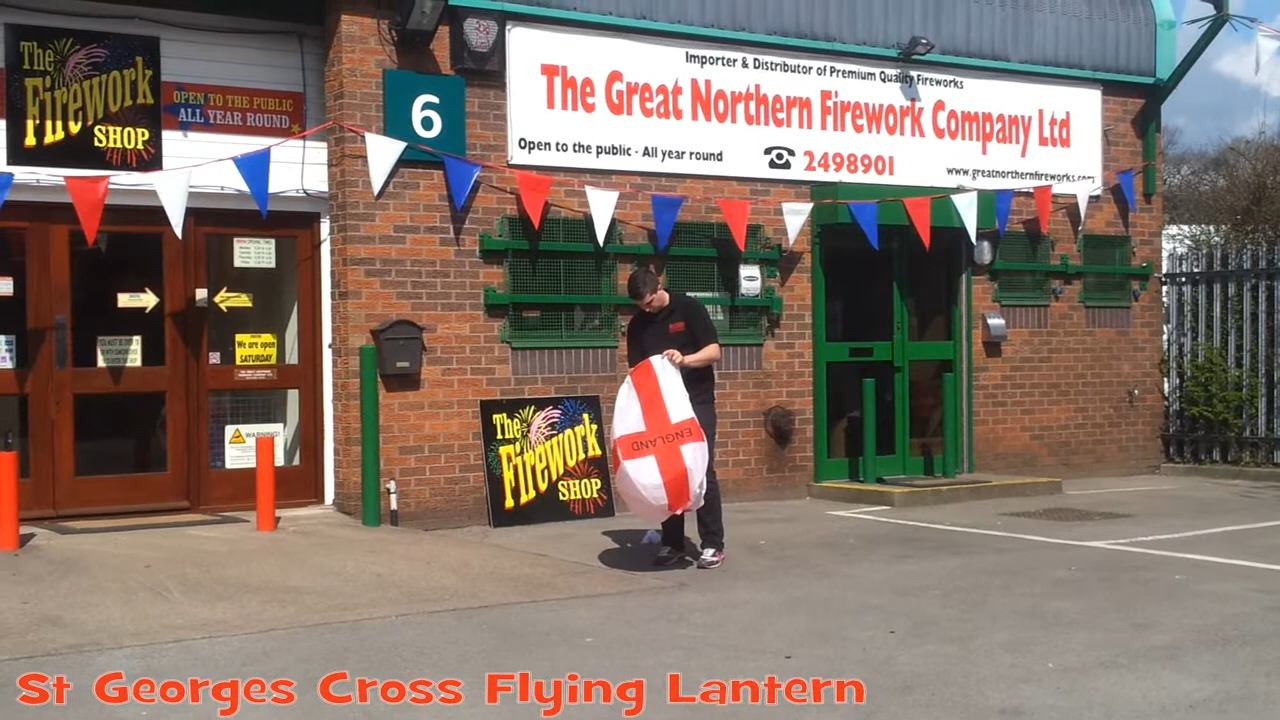 The
Firework
SHOP
OPEN TO THE PUBLIC
ALL YEAR ROUND
6
Importer & Distributor of Premium Quality Fireworks
The Great Northern Firework Company Ltd
Open to the public - All year round
2498901
www.greatnorthernfireworks.com
We are open
SATURDAY
WARNING!
The
Firework
SHOP
ENGLAND
St Georges Cross Flying Lantern